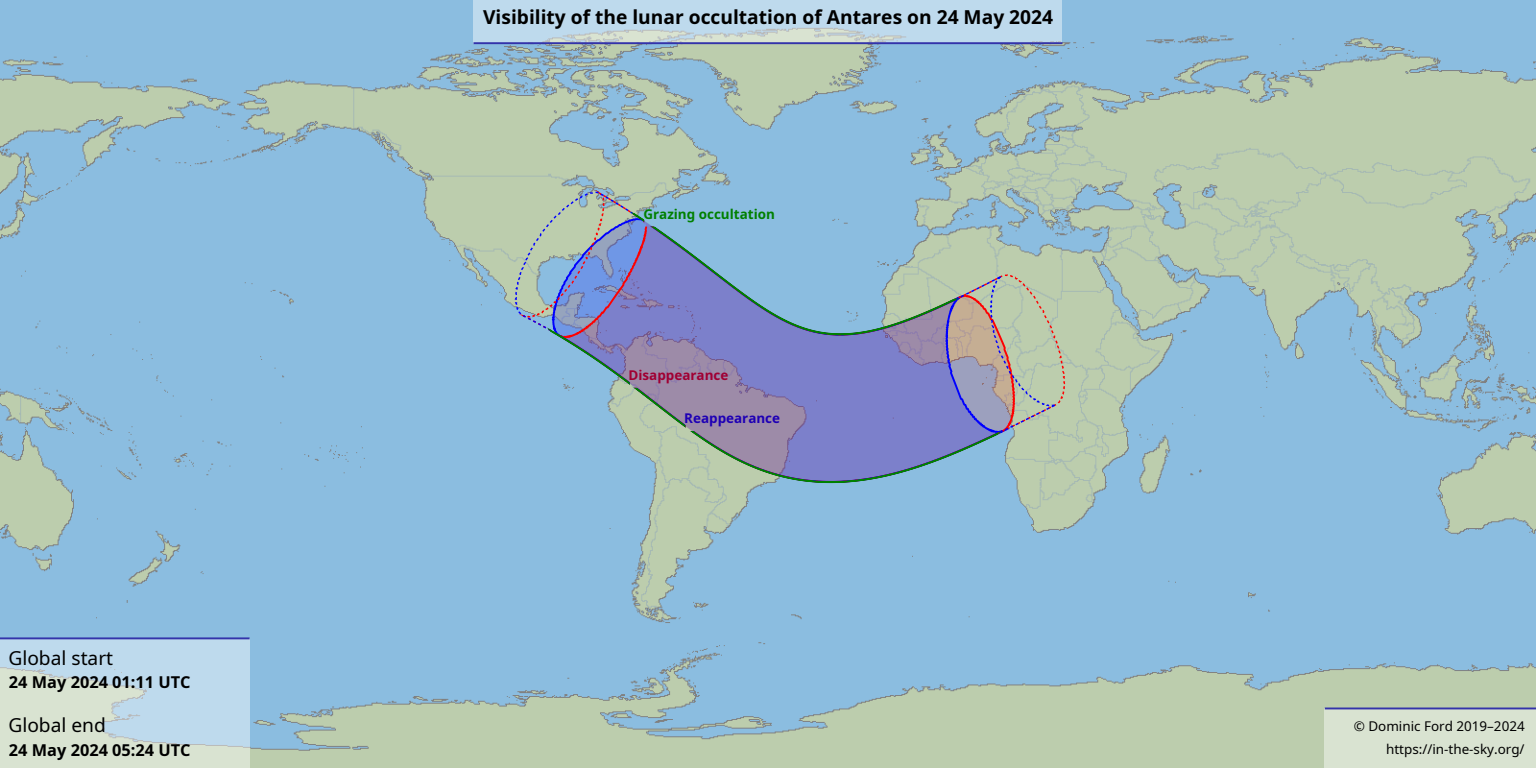 Visibility of the lunar occultation of Antares on 24 May 2024
Grazing occultation
Disappearance
Reappearance
Global start
24 May 2024 01:11 UTC
Global end
24 May 2024 05:24 UTC
© Dominic Ford 2019–2024
https://in-the-sky.org/